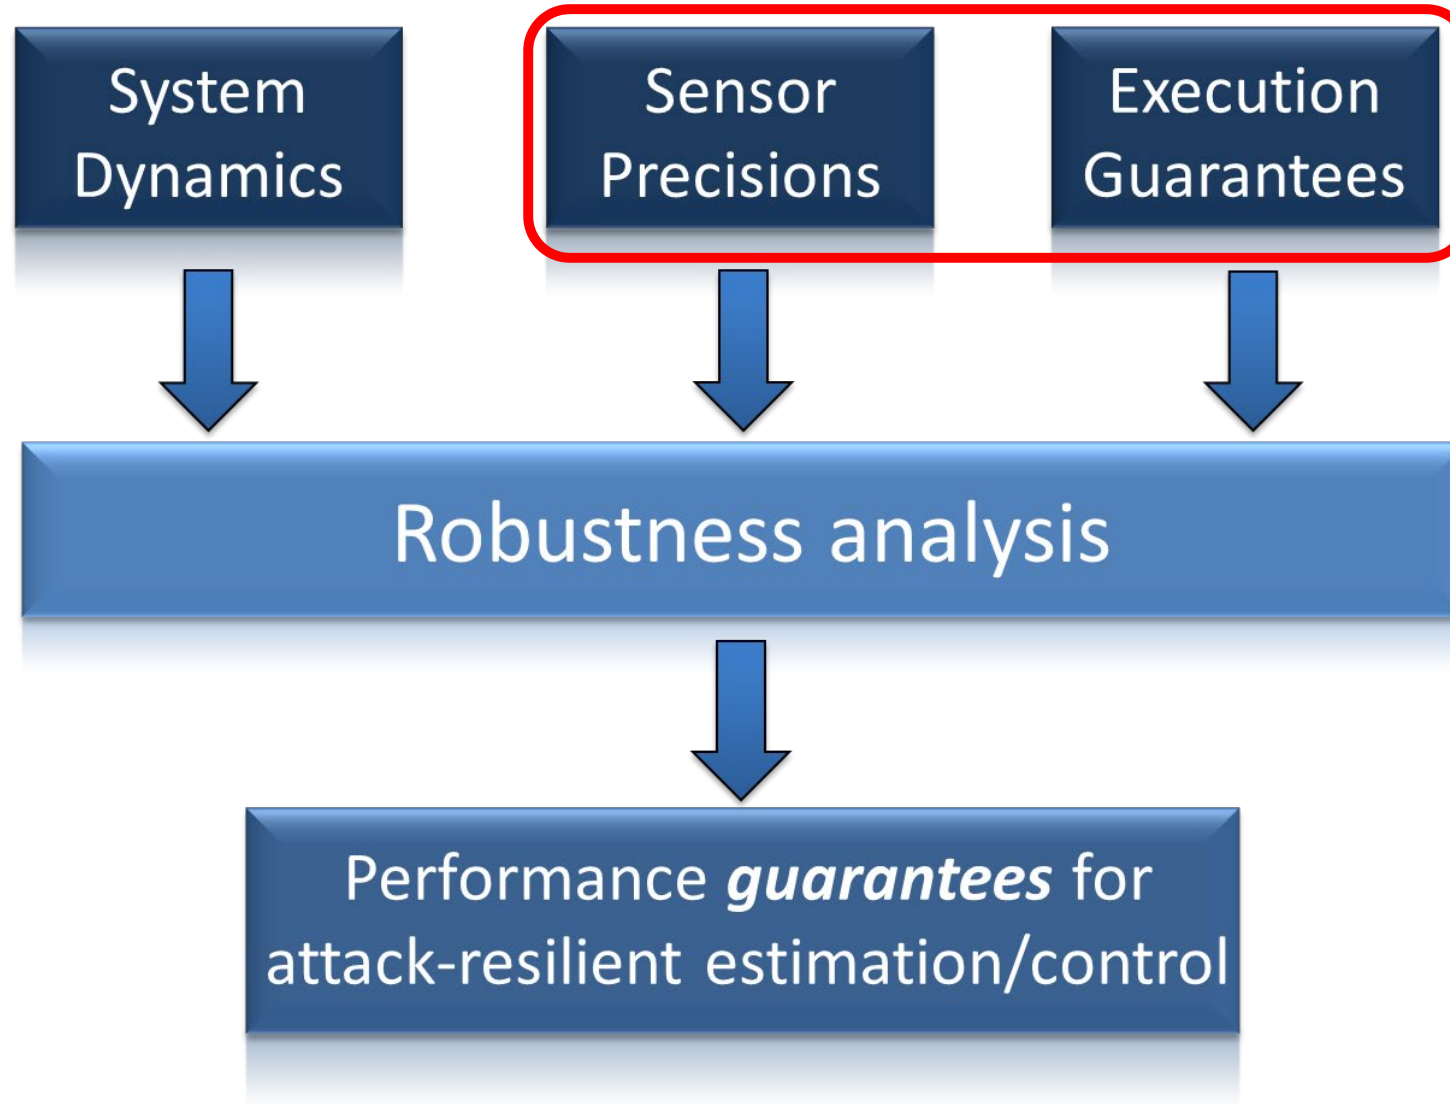 System
Dynamics
Sensor
Precisions
Execution
Guarantees
Robustness analysis
Performance guarantees for
attack-resilient estimation/control